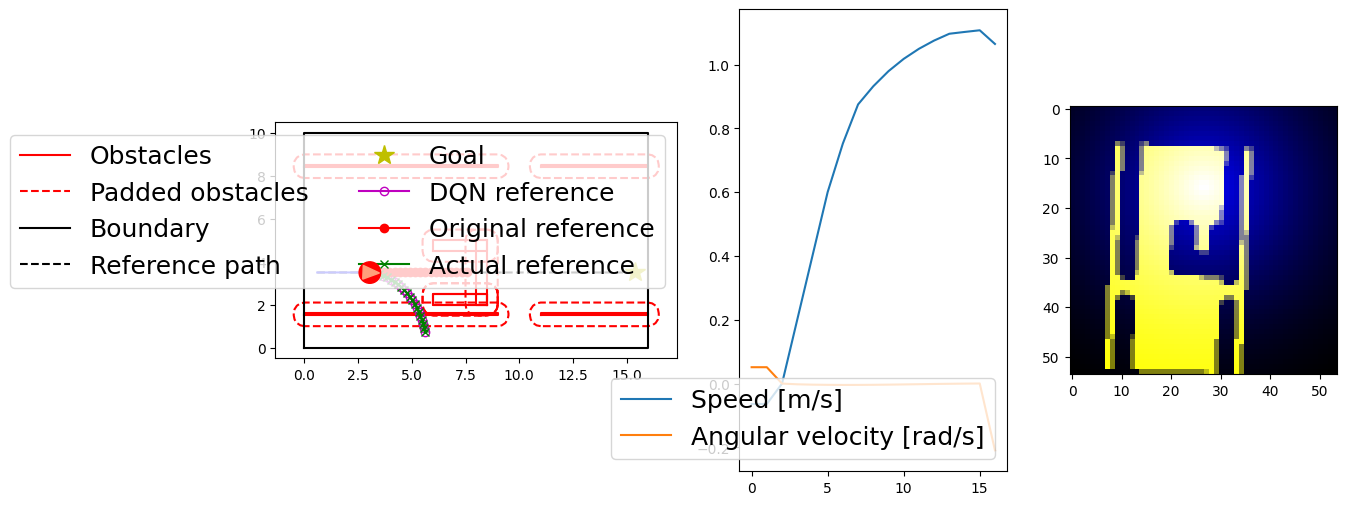 Obstacles
Padded obstacles
Boundary
Reference path
Goal
DQN reference
Original reference
Actual reference
10
8
6
4
2
0
0.0 2.5 5.0 7.5 10.0 12.5 15.0
1.0
0.8
0.6
0.4
0.2
0.0
−0.2
Speed [m/s]
Angular velocity [rad/s]
0 5 10 15
0
10
20
30
40
50
0 10 20 30 40 50